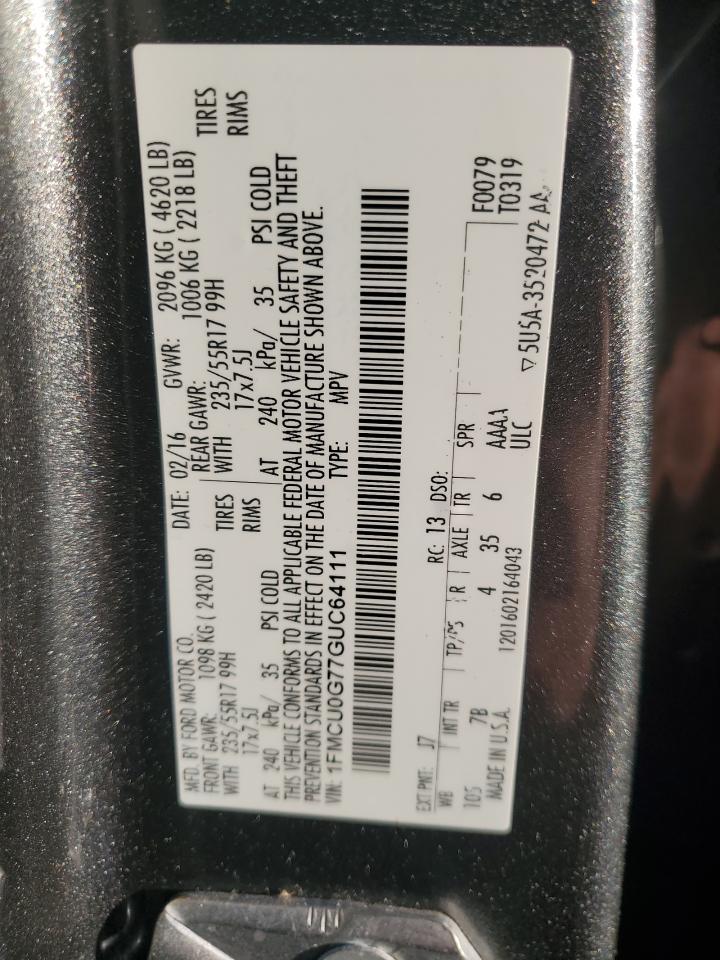 MFD. BY FORD MOTOR CO.
DATE: 02/16 GVWR: 2096 KG ( 4620 LB)
FRONT GAWR: 1098 KG ( 2420 LB)
REAR GAWR: 1006 KG ( 2218 LB)
WITH 235/55R17 99H TIRES
WITH 235/55R17 99H TIRES
17x7.5J RIMS
17x7.5J RIMS
AT 240 kPa/ 35 PSI COLD
AT 240 kPa/ 35 PSI COLD
THIS VEHICLE CONFORMS TO ALL APPLICABLE FEDERAL MOTOR VEHICLE SAFETY AND THEFT
PREVENTION STANDARDS IN EFFECT ON THE DATE OF MANUFACTURE SHOWN ABOVE.
VIN: 1FMCU0G77GUC64111 TYPE: MPV
EXT PNT: J7 RC: 13 DSO:
F0079
WB INT TR TP/PS R AXLE TR SPR
T0319
105 7B 4 35 6 AAAA
MADE IN U.S.A. 1201602164043 ULC
▽ 5U5A-3520472-AA